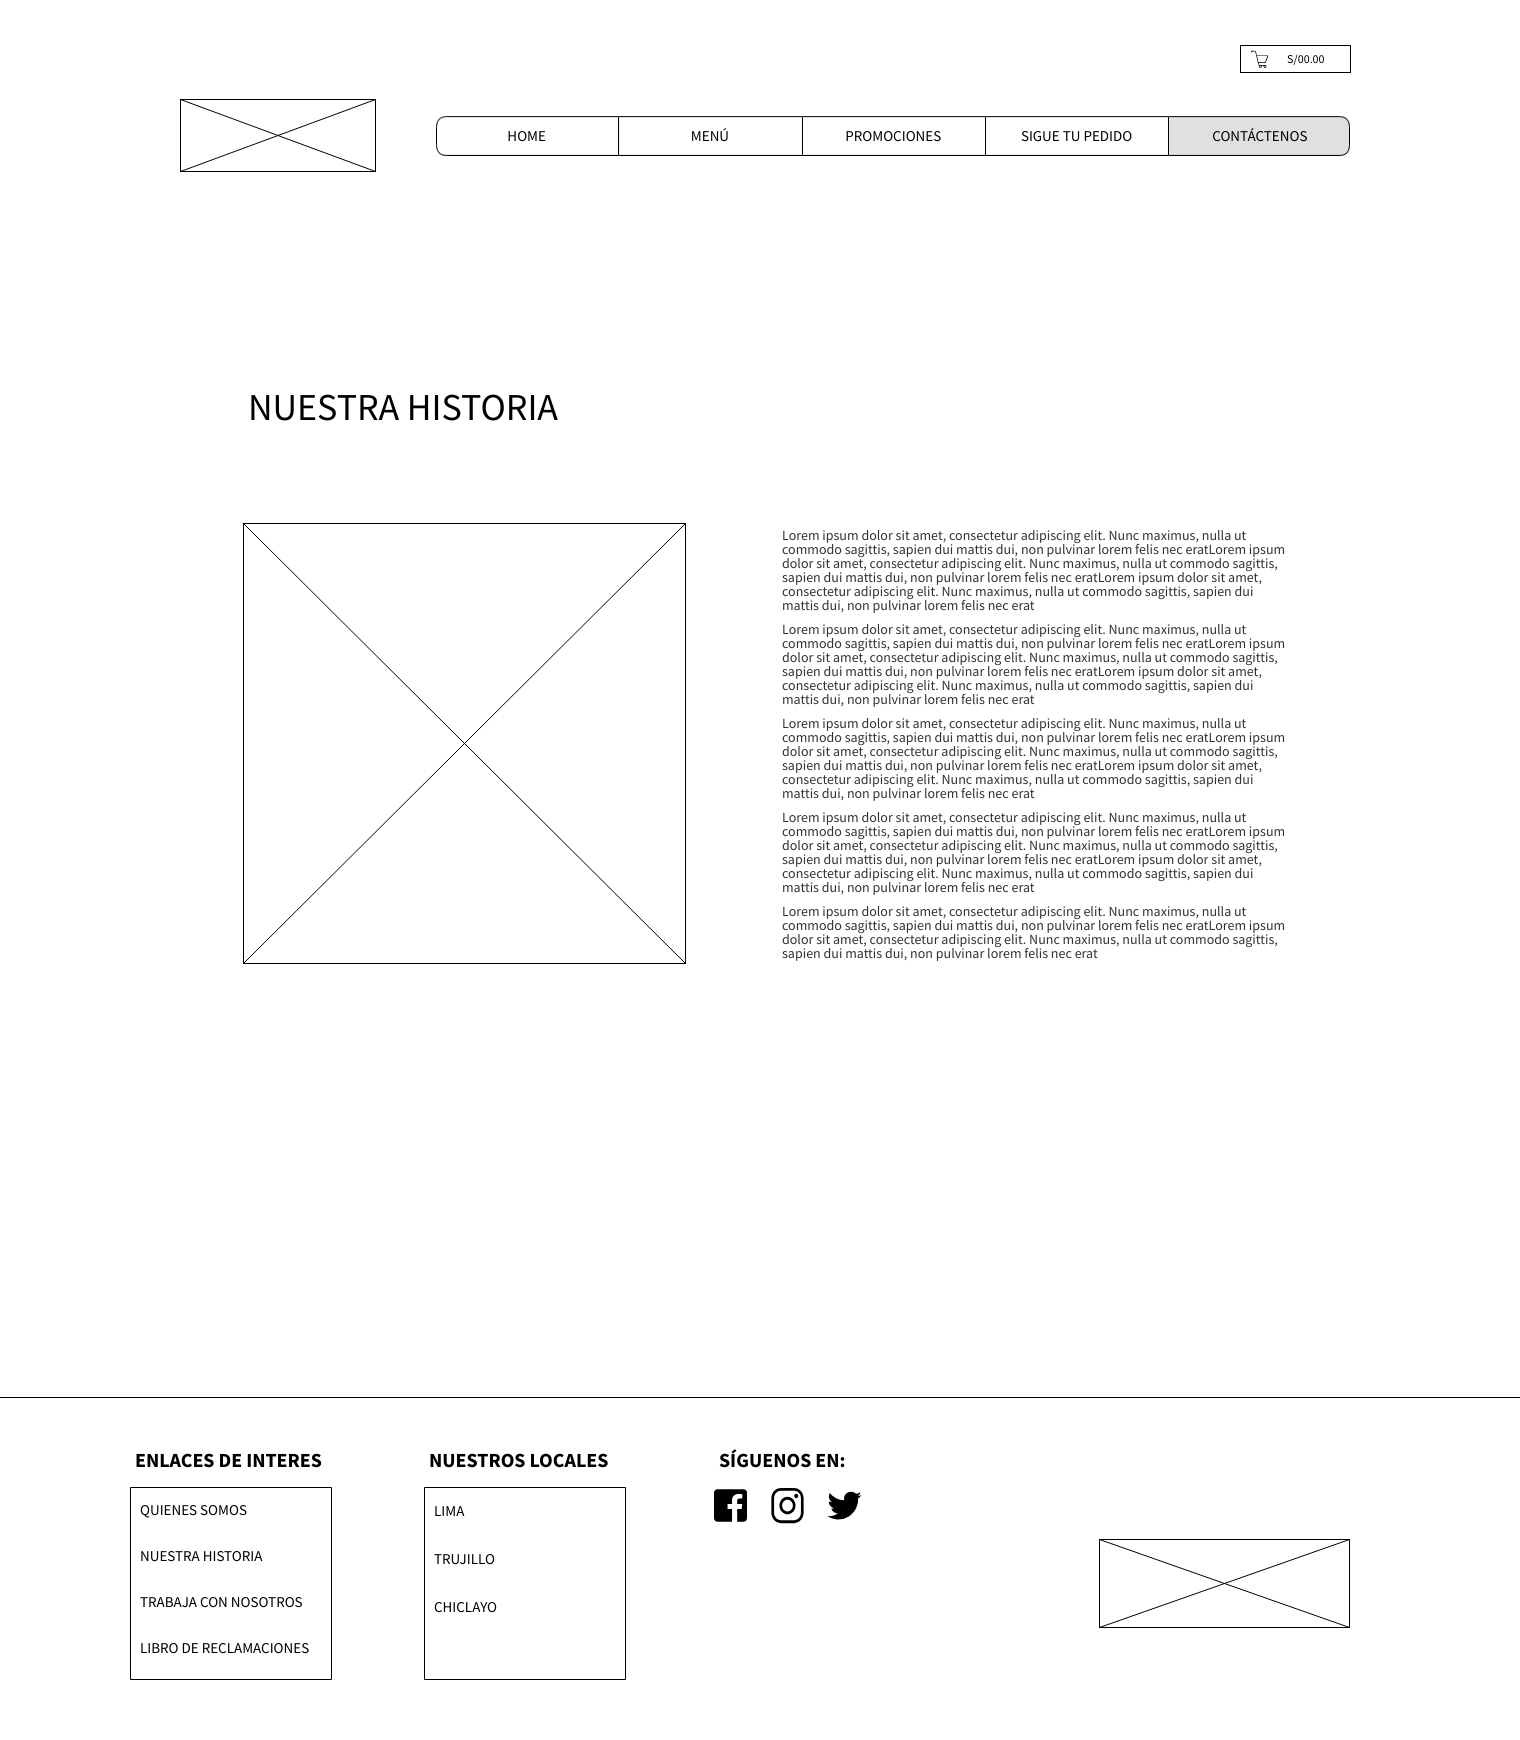 S/00.00
HOME
MENÚ
PROMOCIONES
SIGUE TU PEDIDO
CONTÁCTENOS
NUESTRA HISTORIA
Lorem ipsum dolor sit amet, consectetur adipiscing elit. Nunc maximus, nulla ut
commodo sagittis, sapien dui mattis dui, non pulvinar lorem felis nec eratLorem ipsum
dolor sit amet, consectetur adipiscing elit. Nunc maximus, nulla ut commodo sagittis,
sapien dui mattis dui, non pulvinar lorem felis nec eratLorem ipsum dolor sit amet,
consectetur adipiscing elit. Nunc maximus, nulla ut commodo sagittis, sapien dui
mattis dui, non pulvinar lorem felis nec erat
Lorem ipsum dolor sit amet, consectetur adipiscing elit. Nunc maximus, nulla ut
commodo sagittis, sapien dui mattis dui, non pulvinar lorem felis nec eratLorem ipsum
dolor sit amet, consectetur adipiscing elit. Nunc maximus, nulla ut commodo sagittis,
sapien dui mattis dui, non pulvinar lorem felis nec eratLorem ipsum dolor sit amet,
consectetur adipiscing elit. Nunc maximus, nulla ut commodo sagittis, sapien dui
mattis dui, non pulvinar lorem felis nec erat
Lorem ipsum dolor sit amet, consectetur adipiscing elit. Nunc maximus, nulla ut
commodo sagittis, sapien dui mattis dui, non pulvinar lorem felis nec eratLorem ipsum
dolor sit amet, consectetur adipiscing elit. Nunc maximus, nulla ut commodo sagittis,
sapien dui mattis dui, non pulvinar lorem felis nec eratLorem ipsum dolor sit amet,
consectetur adipiscing elit. Nunc maximus, nulla ut commodo sagittis, sapien dui
mattis dui, non pulvinar lorem felis nec erat
Lorem ipsum dolor sit amet, consectetur adipiscing elit. Nunc maximus, nulla ut
commodo sagittis, sapien dui mattis dui, non pulvinar lorem felis nec eratLorem ipsum
dolor sit amet, consectetur adipiscing elit. Nunc maximus, nulla ut commodo sagittis,
sapien dui mattis dui, non pulvinar lorem felis nec eratLorem ipsum dolor sit amet,
consectetur adipiscing elit. Nunc maximus, nulla ut commodo sagittis, sapien dui
mattis dui, non pulvinar lorem felis nec erat
Lorem ipsum dolor sit amet, consectetur adipiscing elit. Nunc maximus, nulla ut
commodo sagittis, sapien dui mattis dui, non pulvinar lorem felis nec eratLorem ipsum
dolor sit amet, consectetur adipiscing elit. Nunc maximus, nulla ut commodo sagittis,
sapien dui mattis dui, non pulvinar lorem felis nec erat
ENLACES DE INTERES
QUIENES SOMOS
NUESTRA HISTORIA
TRABAJA CON NOSOTROS
LIBRO DE RECLAMACIONES
NUESTROS LOCALES
LIMA
TRUJILLO
CHICLAYO
SÍGUENOS EN: